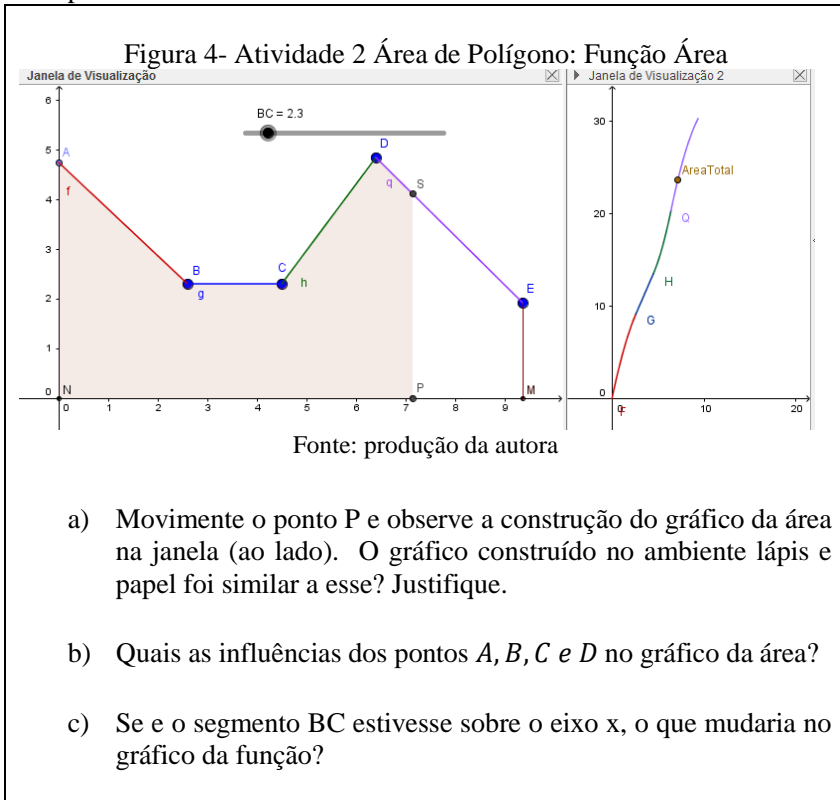 Figura 4- Atividade 2 Área de Polígono: Função Área
Janela de Visualização
Janela de Visualização 2
BC = 2.3
6
5
4
3
2
1
0
A
f
B
g
C
h
D
q
S
E
N
P
M
0 1 2 3 4 5 6 7 8 9
30
20
10
0
AreaTotal
Q
H
G
F
0 10 20
Fonte: produção da autora
a) Movimente o ponto P e observe a construção do gráfico da área
na janela (ao lado). O gráfico construído no ambiente lápis e
papel foi similar a esse? Justifique.
b) Quais as influências dos pontos A, B, C e D no gráfico da área?
c) Se e o segmento BC estivesse sobre o eixo x, o que mudaria no
gráfico da função?